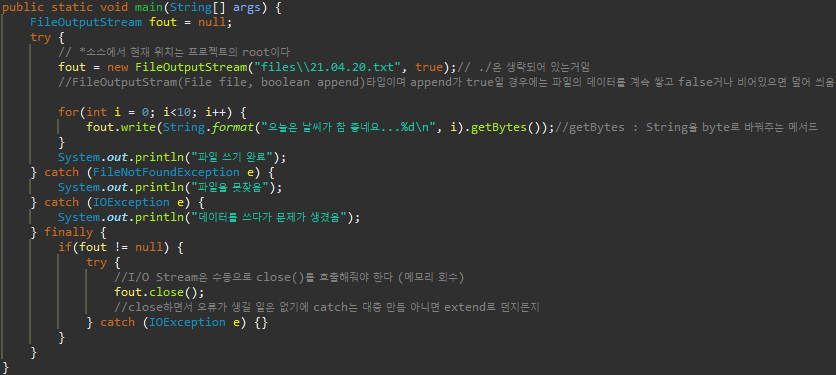 public static void main(String[] args) {
FileOutputStream fout = null;
try {
// *소스에서 현재 위치는 프로젝트의 root이다
fout = new FileOutputStream("files\\21.04.20.txt", true);// ./은 생략되어 있는거임
//FileOutputStram(File file, boolean append)타입이며 append가 true일 경우에는 파일의 데이터를 계속 쌓고 false거나 비어있으면 덮어 씌움
for(int i = 0; i<10; i++) {
fout.write(String.format("오늘은 날씨가 참 좋네요...%d\n", i).getBytes());//getBytes : String을 byte로 바꿔주는 메서드
}
System.out.println("파일 쓰기 완료");
} catch (FileNotFoundException e) {
System.out.println("파일을 못찾음");
} catch (IOException e) {
System.out.println("데이터를 쓰다가 문제가 생겼음");
} finally {
if(fout != null) {
try {
//I/O Stream은 수동으로 close()를 호출해줘야 한다 (메모리 회수)
fout.close();
//close하면서 오류가 생길 일은 없기에 catch는 대충 만듬 아니면 extend로 던지든지
} catch (IOException e) {}
}
}
}